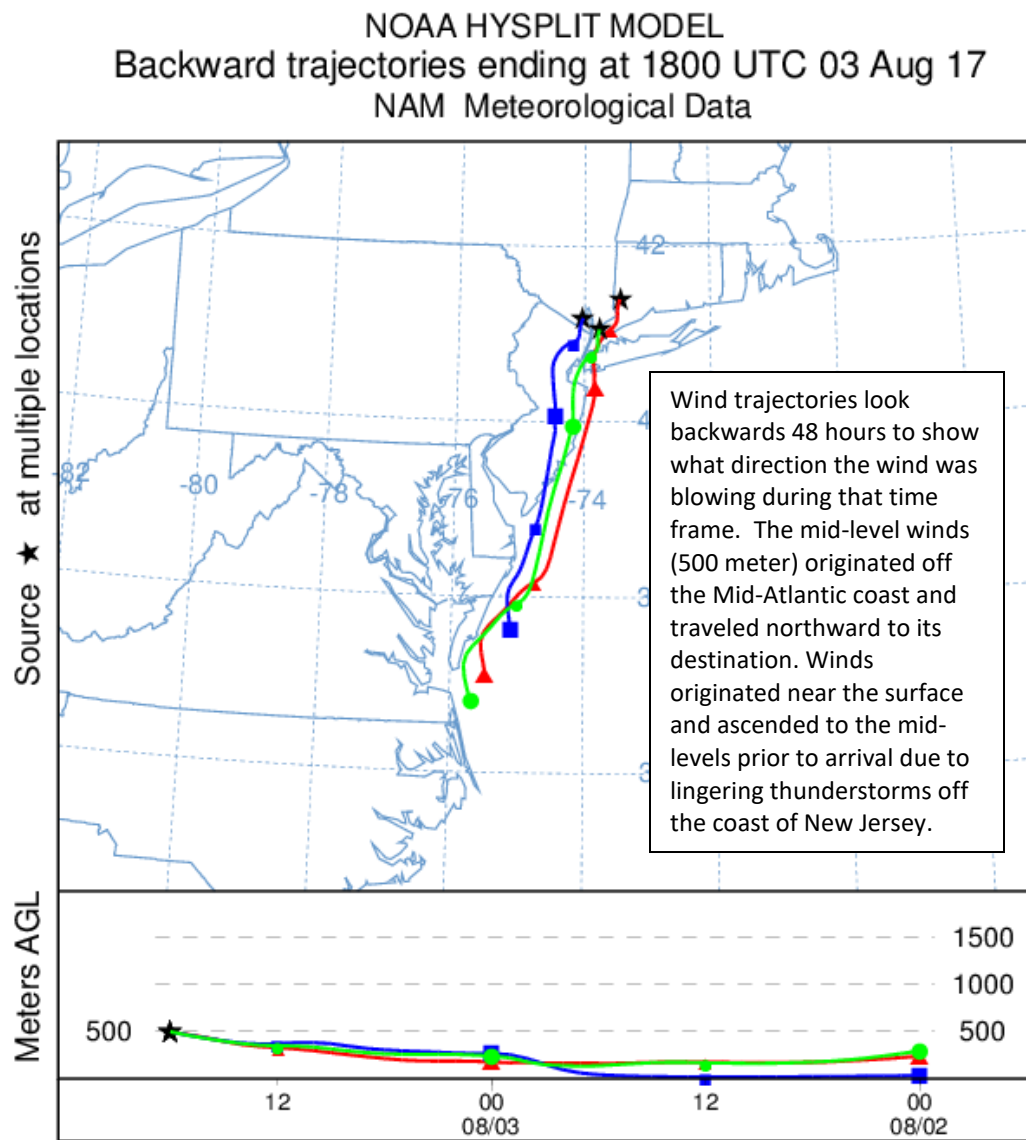 NOAA HYSPLIT MODEL
Backward trajectories ending at 1800 UTC 03 Aug 17
NAM Meteorological Data
Source ★ at multiple locations
42
-82
-80
-78
-76
-74
4
3
3
Wind trajectories look
backwards 48 hours to show
what direction the wind was
blowing during that time
frame. The mid-level winds
(500 meter) originated off
the Mid-Atlantic coast and
traveled northward to its
destination. Winds
originated near the surface
and ascended to the mid-
levels prior to arrival due to
lingering thunderstorms off
the coast of New Jersey.
Meters AGL
1500
1000
500
500
12
00
12
00
08/03
08/02